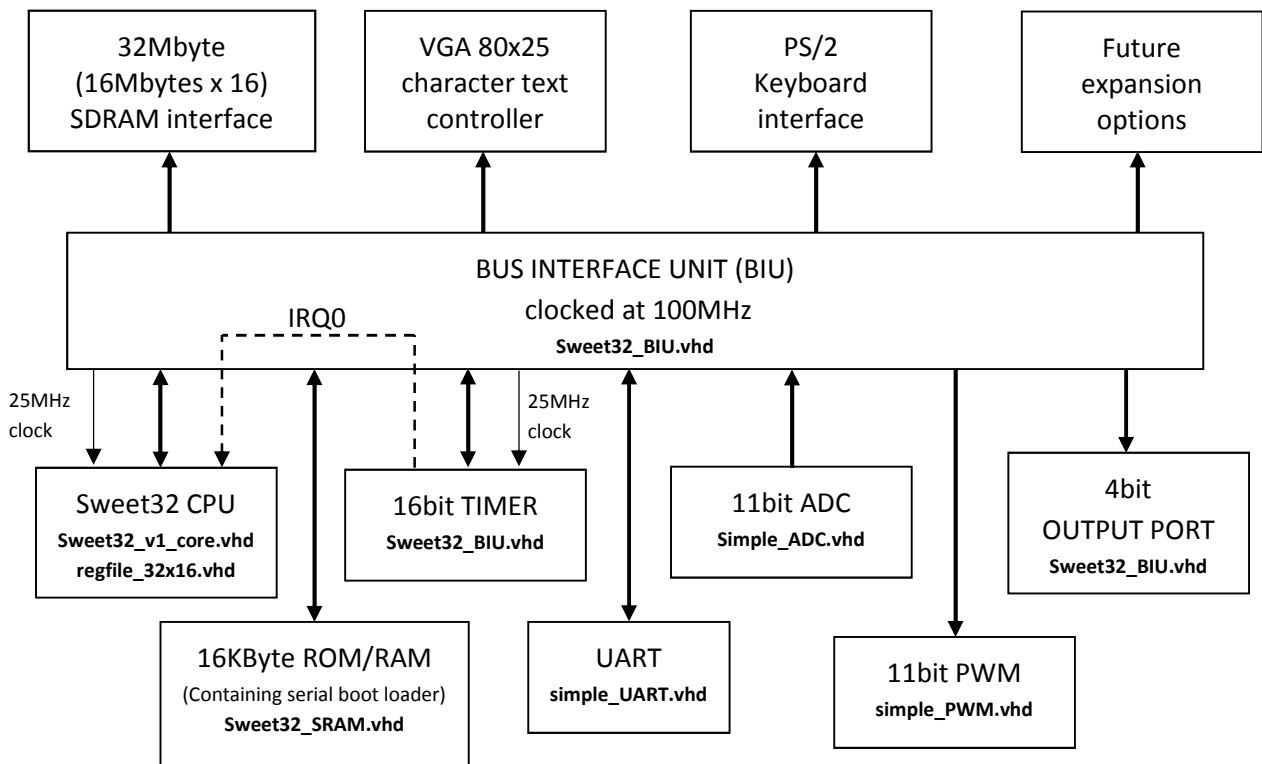 32Mbyte
(16Mbytes x 16)
SDRAM interface
VGA 80x25
character text
controller
PS/2
Keyboard
interface
Future
expansion
options
BUS INTERFACE UNIT (BIU)
clocked at 100MHz
Sweet32_BIU.vhd
IRQ0
25MHz
clock
25MHz
clock
Sweet32 CPU
Sweet32_v1_core.vhd
regfile_32x16.vhd
16bit TIMER
Sweet32_BIU.vhd
11bit ADC
Simple_ADC.vhd
4bit
OUTPUT PORT
Sweet32_BIU.vhd
16KByte ROM/RAM
(Containing serial boot loader)
Sweet32_SRAM.vhd
UART
simple_UART.vhd
11bit PWM
simple_PWM.vhd